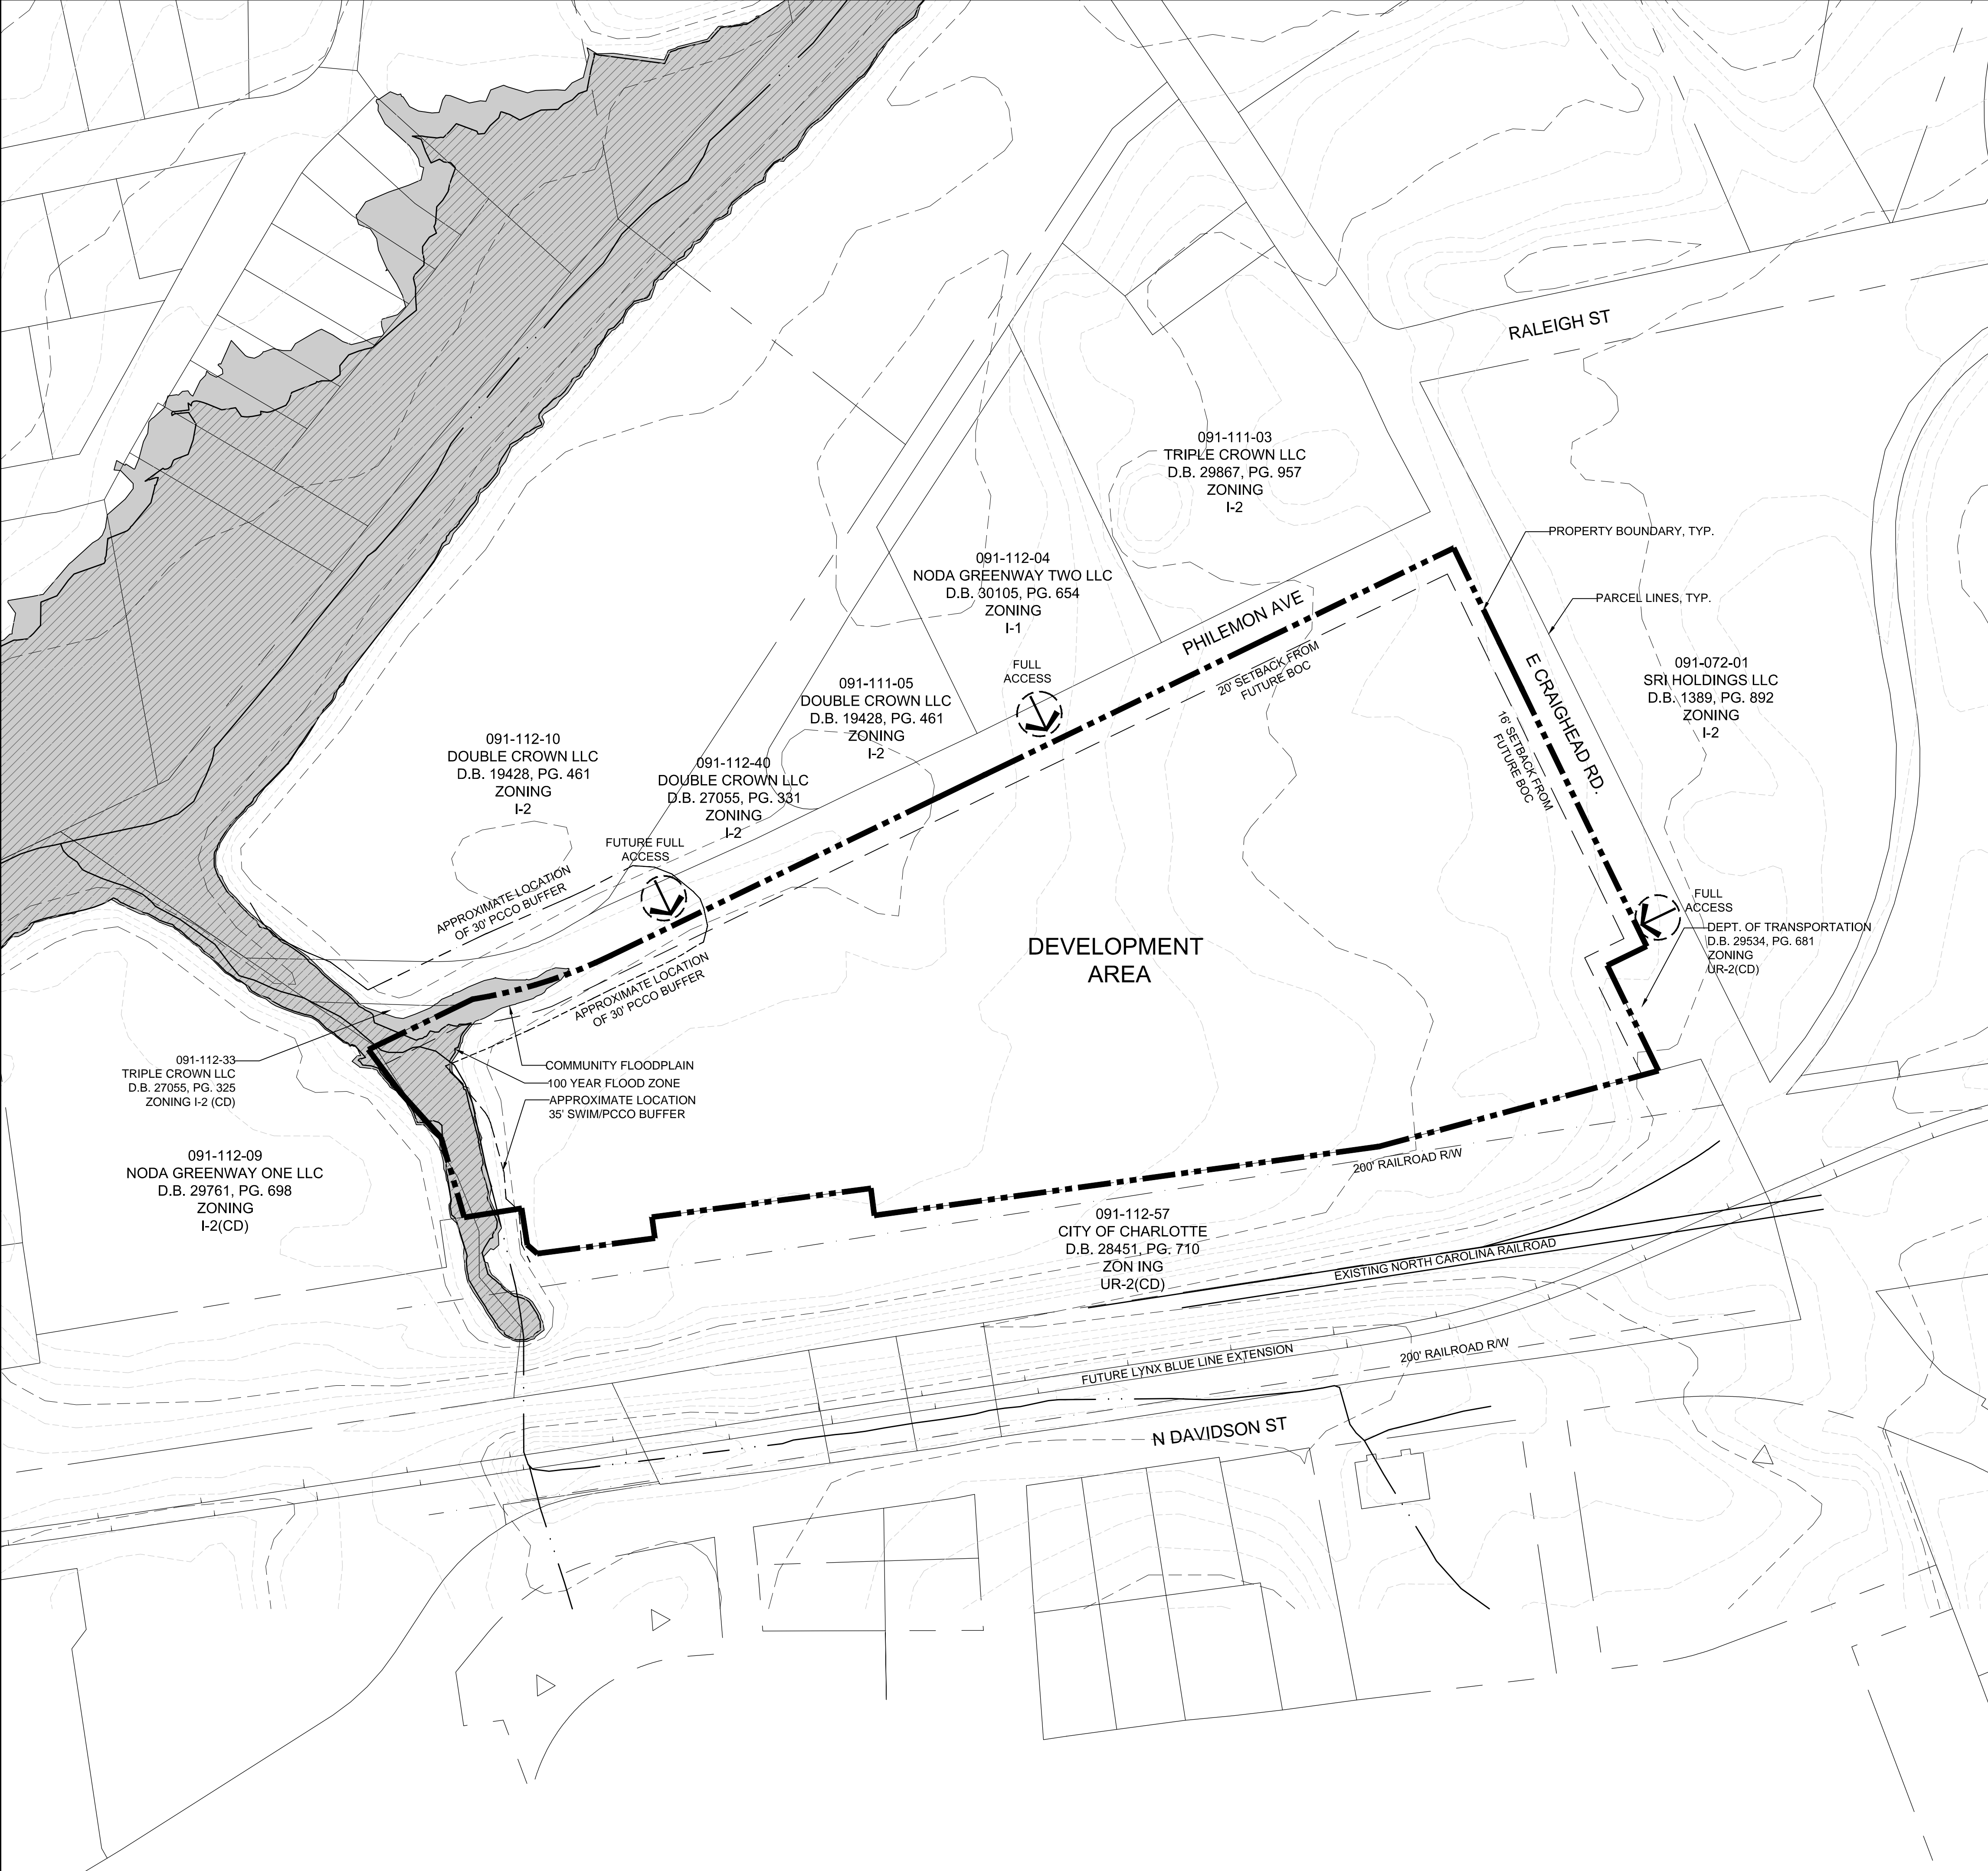 RALEIGH ST
091-111-03
TRIPLE CROWN LLC
D.B. 29867, PG. 957
ZONING
I-2
PROPERTY BOUNDARY, TYP.
091-112-04
NODA GREENWAY TWO LLC
D.B. 30105, PG. 654
ZONING
I-1
PHILEMON AVE
PARCEL LINES, TYP.
20' SETBACK FROM
FUTURE BOC
E CRAIGHEAD RD.
16' SETBACK FROM
FUTURE BOC
091-072-01
SRI HOLDINGS LLC
D.B. 1389, PG. 892
ZONING
I-2
FULL
ACCESS
091-111-05
DOUBLE CROWN LLC
D.B. 19428, PG. 461
ZONING
I-2
091-112-10
DOUBLE CROWN LLC
D.B. 19428, PG. 461
ZONING
I-2
091-112-40
DOUBLE CROWN LLC
D.B. 27055, PG. 331
ZONING
I-2
FUTURE FULL
ACCESS
APPROXIMATE LOCATION
OF 30' PCCO BUFFER
FULL
ACCESS
DEPT. OF TRANSPORTATION
D.B. 29534, PG. 681
ZONING
UR-2(CD)
DEVELOPMENT
AREA
APPROXIMATE LOCATION
OF 30' PCCO BUFFER
091-112-33
TRIPLE CROWN LLC
D.B. 27055, PG. 325
ZONING I-2 (CD)
COMMUNITY FLOODPLAIN
100 YEAR FLOOD ZONE
APPROXIMATE LOCATION
35' SWIM/PCCO BUFFER
091-112-09
NODA GREENWAY ONE LLC
D.B. 29761, PG. 698
ZONING
I-2(CD)
200' RAILROAD R/W
091-112-57
CITY OF CHARLOTTE
D.B. 28451, PG. 710
ZON ING
UR-2(CD)
EXISTING NORTH CAROLINA RAILROAD
FUTURE LYNX BLUE LINE EXTENSION
200' RAILROAD R/W
N DAVIDSON ST